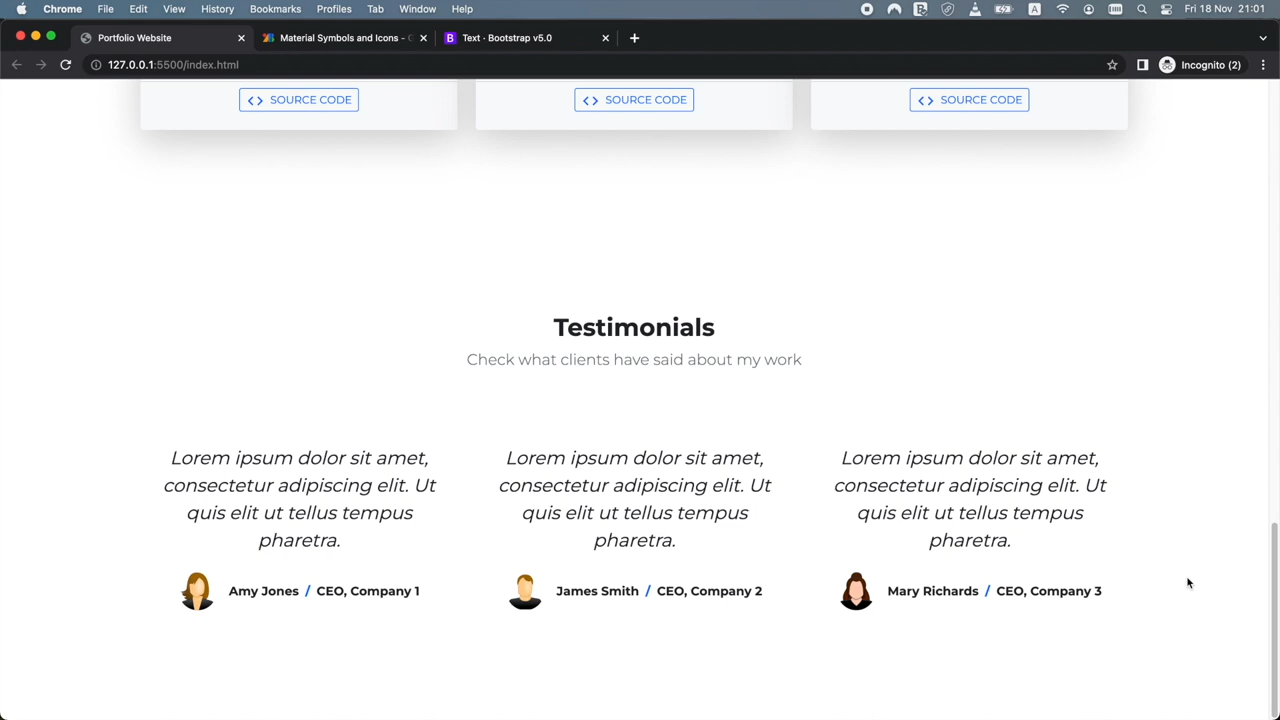 Chrome File Edit View History Bookmarks Profiles Tab Window Help A Fri 18 Nov 21:01
Portfolio Website Material Symbols and Icons - G B Text · Bootstrap v5.0
127.0.0.1:5500/index.html Incognito (2)
<> SOURCE CODE <> SOURCE CODE <> SOURCE CODE
Testimonials
Check what clients have said about my work
Lorem ipsum dolor sit amet,
consectetur adipiscing elit. Ut
quis elit ut tellus tempus
pharetra.
Amy Jones / CEO, Company 1
Lorem ipsum dolor sit amet,
consectetur adipiscing elit. Ut
quis elit ut tellus tempus
pharetra.
James Smith / CEO, Company 2
Lorem ipsum dolor sit amet,
consectetur adipiscing elit. Ut
quis elit ut tellus tempus
pharetra.
Mary Richards / CEO, Company 3